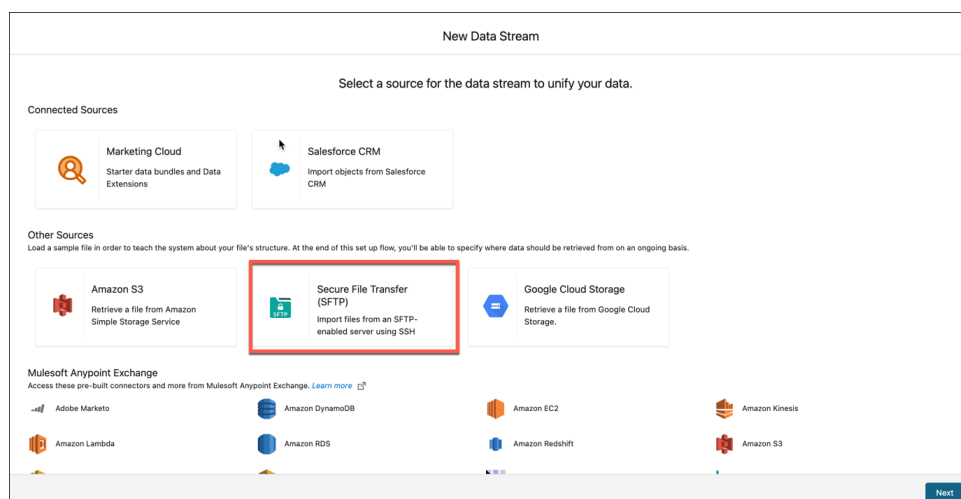 New Data Stream
Select a source for the data stream to unify your data.
Connected Sources
Marketing Cloud
Starter data bundles and Data
Extensions
Salesforce CRM
Import objects from Salesforce
CRM
Other Sources
Load a sample file in order to teach the system about your file's structure. At the end of this set up flow, you'll be able to specify where data should be retrieved from on an ongoing basis.
Amazon S3
Retrieve a file from Amazon
Simple Storage Service
SFTP
Secure File Transfer
(SFTP)
Import files from an SFTP-
enabled server using SSH
Google Cloud Storage
Retrieve a file from Google Cloud
Storage.
Mulesoft Anypoint Exchange
Access these pre-built connectors and more from Mulesoft Anypoint Exchange. Learn more
Adobe Marketo
Amazon DynamoDB
Amazon EC2
Amazon Kinesis
Amazon Lambda
Amazon RDS
Amazon Redshift
Amazon S3
Next